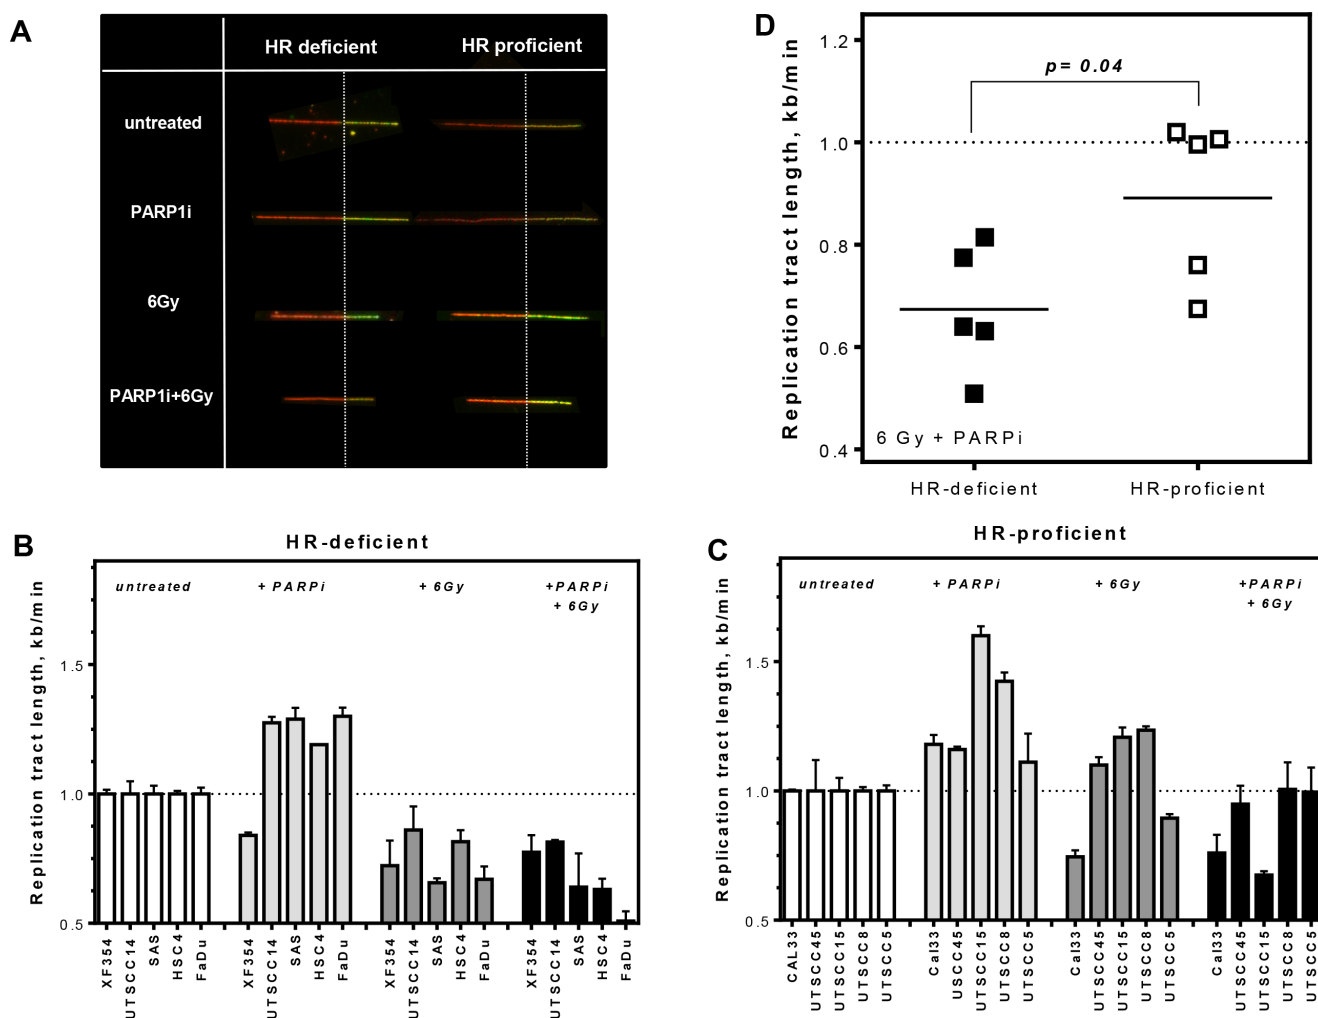 A
HR deficient HR proficient
untreated
PARP1i
6Gy
PARP1i+6Gy
D
Replication tract length, kb/min
1.2
1.0
0.8
0.6
0.4
p= 0.04
6 Gy + PARPi
HR-deficient HR-proficient
B
HR-deficient
Replication tract length, kb/min
1.5
1.0
0.5
untreated + PARPi + 6Gy +PARPi
+ 6Gy
XF354 UTSCC14 SAS HSC4 FaDu XF354 UTSCC14 SAS HSC4 FaDu XF354 UTSCC14 SAS HSC4 FaDu XF354 UTSCC14 SAS HSC4 FaDu
C
HR-proficient
Replication tract length, kb/min
1.5
1.0
0.5
untreated + PARPi + 6Gy +PARPi
+ 6Gy
CAL33 UTSCC45 UTSCC15 UTSCC8 UTSCC5 Cal33 USCC45 UTSCC15 UTSCC8 UTSCC5 Cal33 UTSCC45 UTSCC15 UTSCC8 UTSCC5 Cal33 UTSCC45 UTSCC15 UTSCC8 UTSCC5